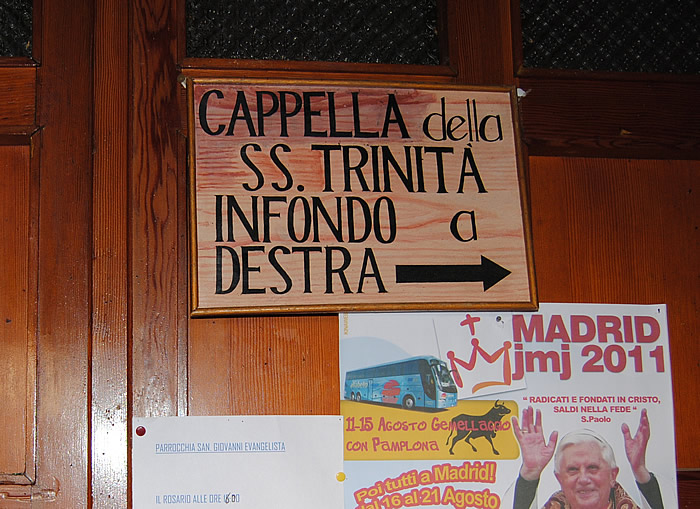 CAPPELLA della
SS. TRINITÀ
INFONDO a
DESTRA
MADRID
jmj 2011
"RADICATI E FONDATI IN CRISTO,
SALDI NELLA FEDE"
S.Paolo
11-15 AGOSTO GEMELLAGGIO
CON PAMPLONA
Poi tutti a Madrid!
dal 16 al 21 Agosto
PARROCCHIA SAN. GIOVANNI EVANGELISTA
IL ROSARIO ALLE ORE